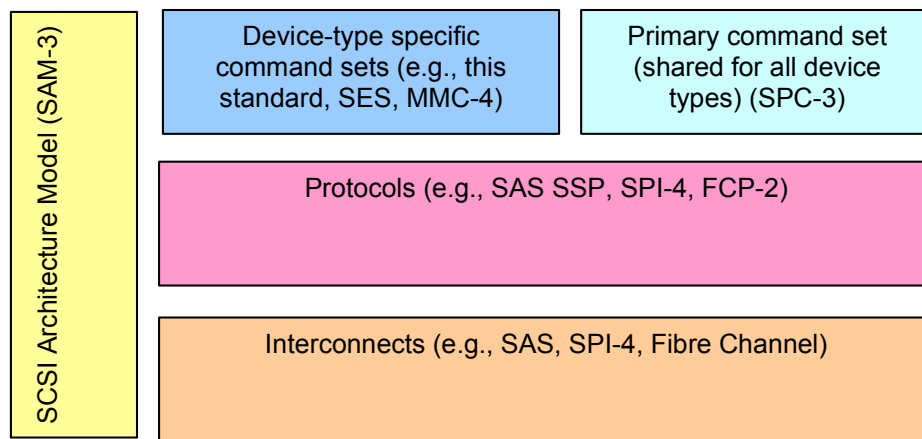 SCSI Architecture Model (SAM-3)
Device-type specific
command sets (e.g., this
standard, SES, MMC-4)
Primary command set
(shared for all device
types) (SPC-3)
Protocols (e.g., SAS SSP, SPI-4, FCP-2)
Interconnects (e.g., SAS, SPI-4, Fibre Channel)